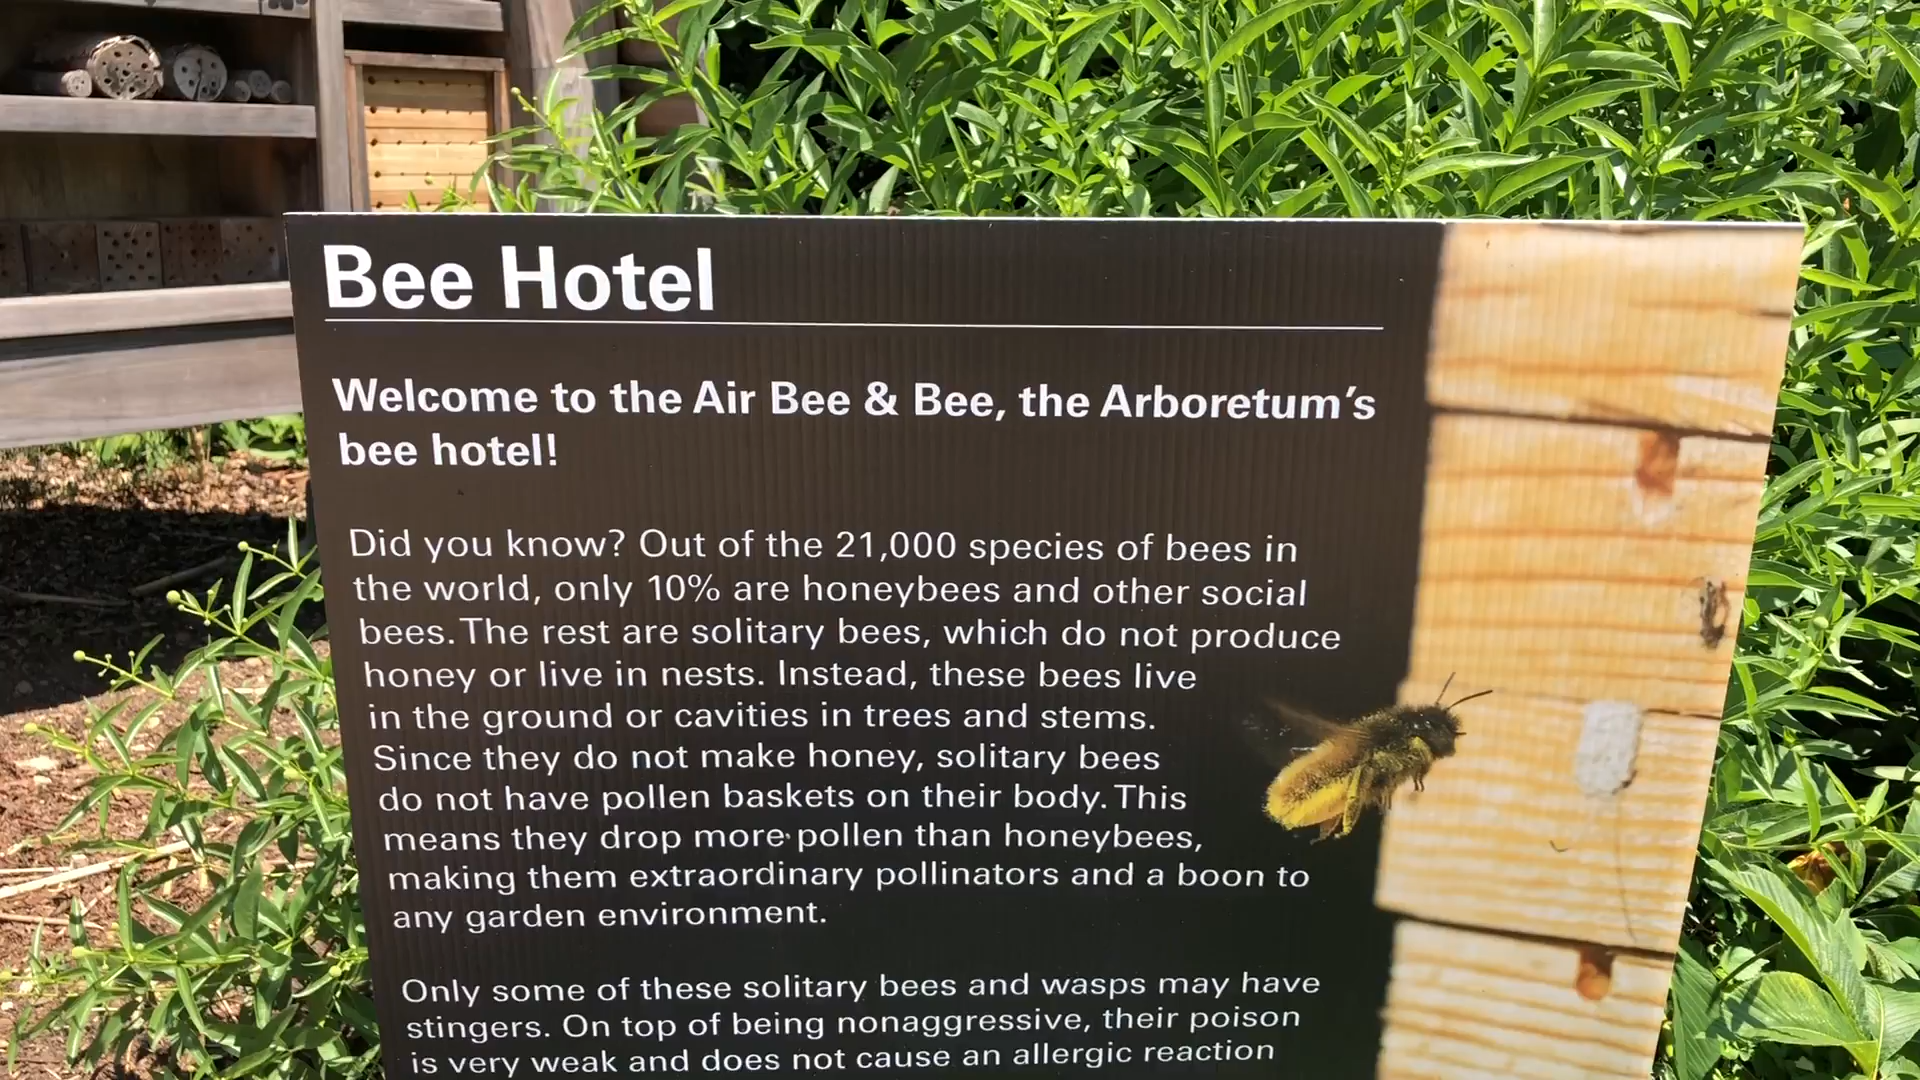 Bee Hotel
Welcome to the Air Bee & Bee, the Arboretum's
bee hotel!
Did you know? Out of the 21,000 species of bees in
the world, only 10% are honeybees and other social
bees. The rest are solitary bees, which do not produce
honey or live in nests. Instead, these bees live
in the ground or cavities in trees and stems.
Since they do not make honey, solitary bees
do not have pollen baskets on their body. This
means they drop more pollen than honeybees,
making them extraordinary pollinators and a boon to
any garden environment.
Only some of these solitary bees and wasps may have
stingers. On top of being nonaggressive, their poison
is very weak and does not cause an allergic reaction